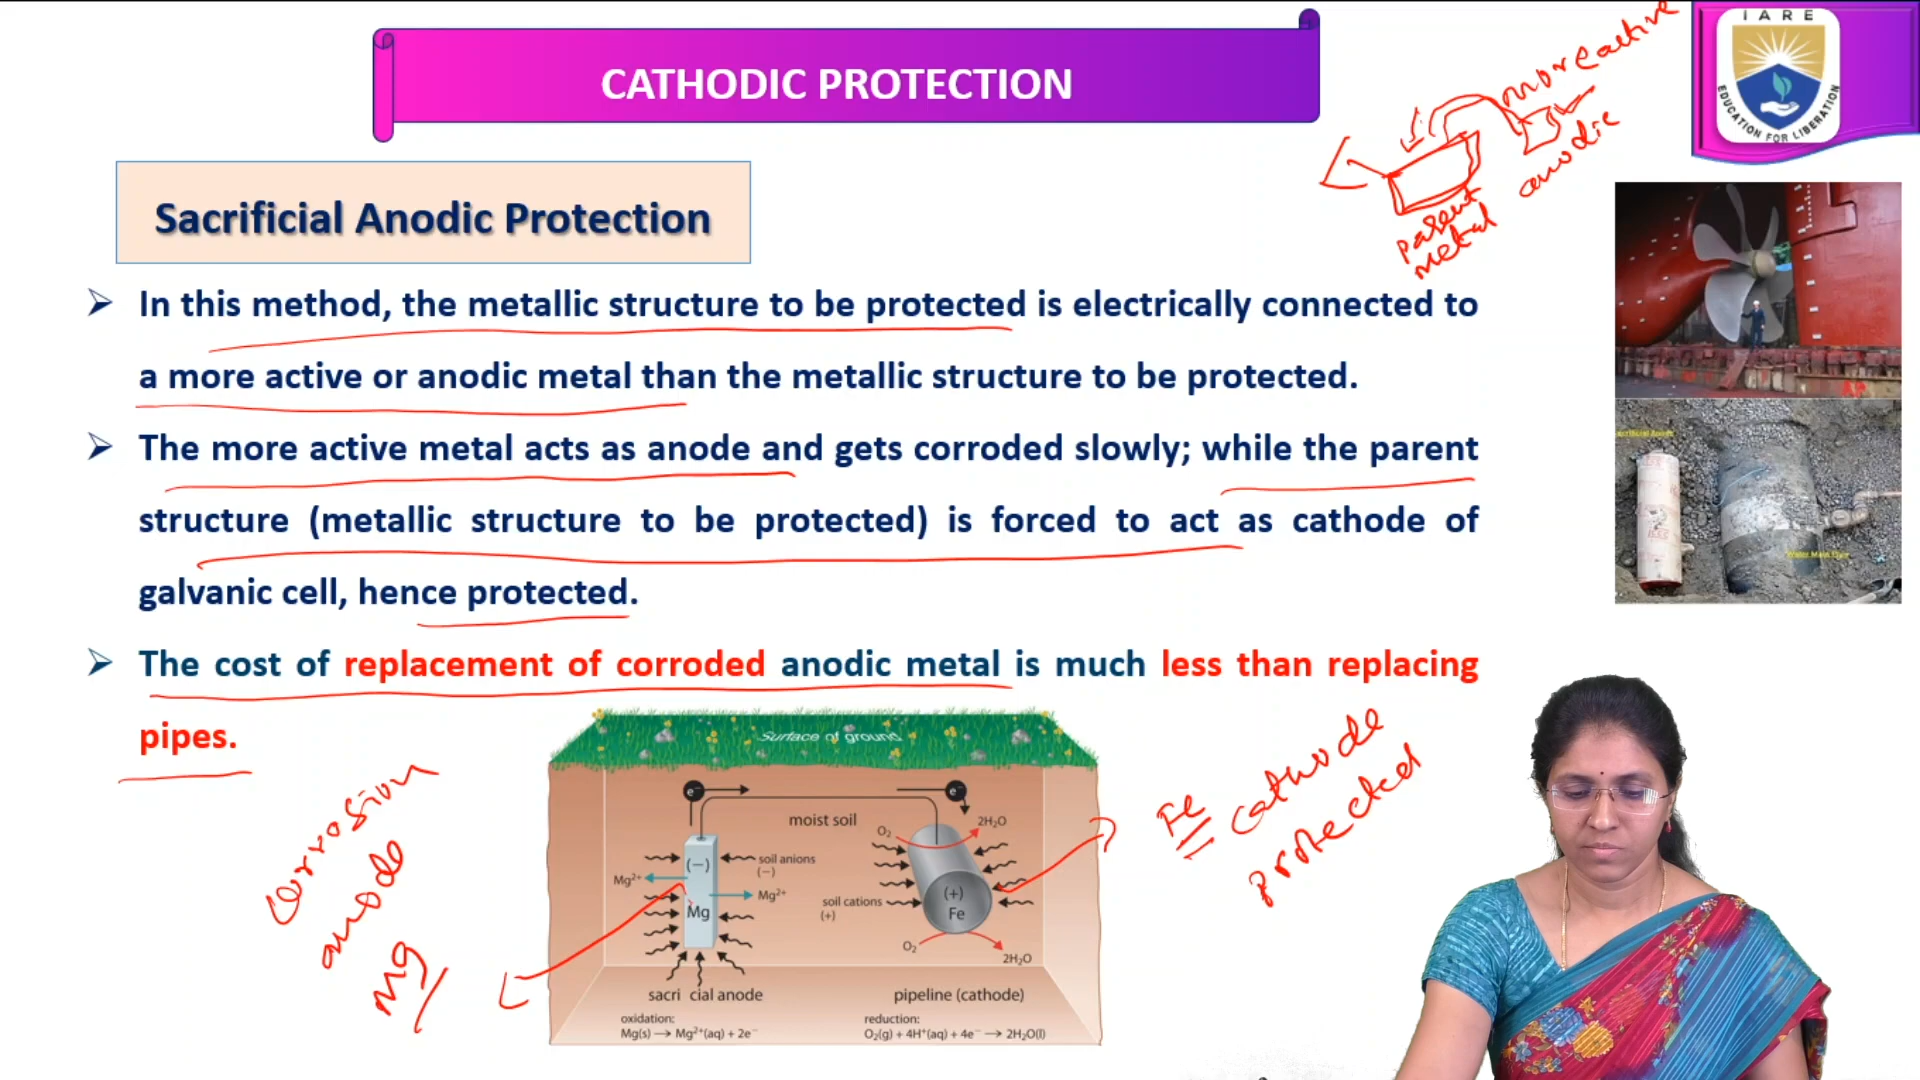 CATHODIC PROTECTION
IARE
EDUCATION FOR LIBERATION
more active
anodic
parent
metal
Sacrificial Anodic Protection
➢ In this method, the metallic structure to be protected is electrically connected to
a more active or anodic metal than the metallic structure to be protected.
➢ The more active metal acts as anode and gets corroded slowly; while the parent
structure (metallic structure to be protected) is forced to act as cathode of
galvanic cell, hence protected.
➢ The cost of replacement of corroded anodic metal is much less than replacing
pipes.
Surface of ground
e⁻
e⁻
moist soil
O₂
2H₂O
(−)
soil anions
(−)
Mg²⁺
Mg²⁺
Mg
soil cations
(+)
(+)
Fe
O₂
2H₂O
sacri cial anode
pipeline (cathode)
oxidation:
Mg(s) → Mg²⁺(aq) + 2e⁻
reduction:
O₂(g) + 4H⁺(aq) + 4e⁻ → 2H₂O(l)
corrosion
anode
Mg
Fe
cathode
protected